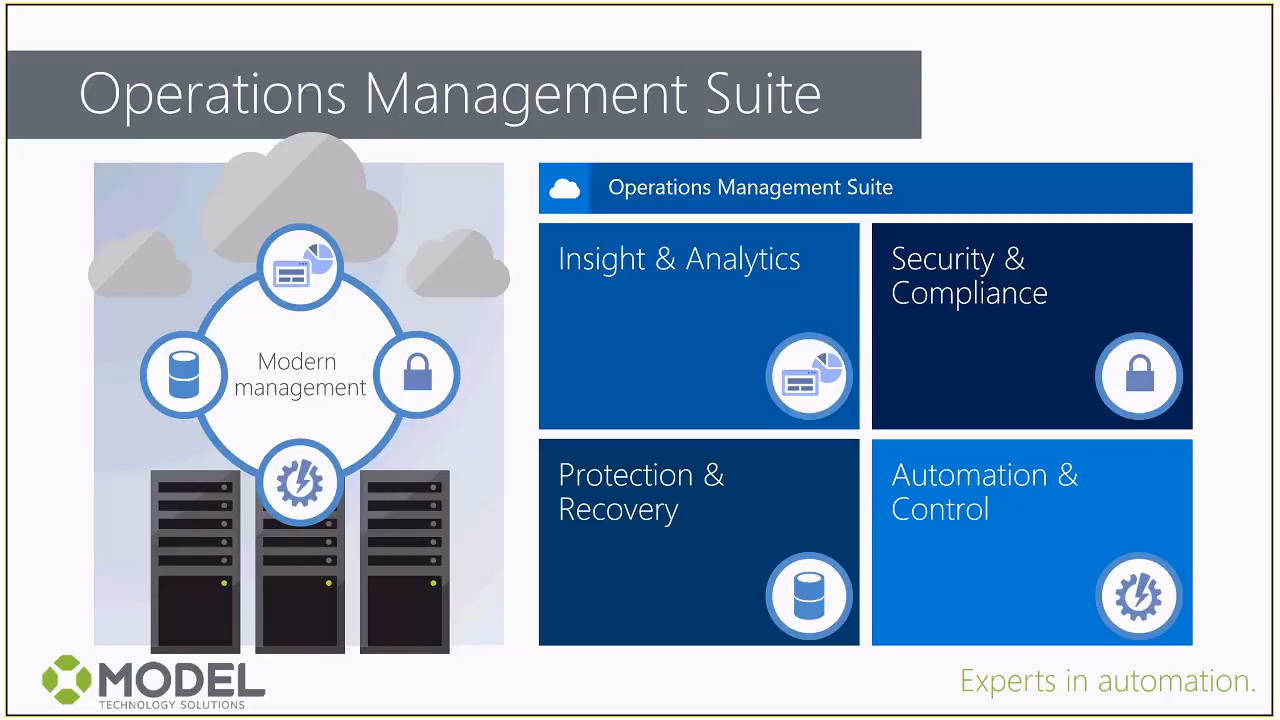 Operations Management Suite
Modern
management
Operations Management Suite
Insight & Analytics
Security &
Compliance
Protection &
Recovery
Automation &
Control
MODEL
TECHNOLOGY SOLUTIONS
Experts in automation.